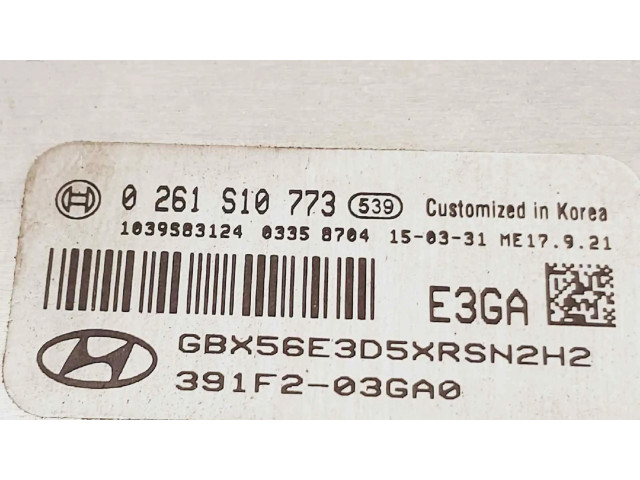 0 261 S10 773 539 Customized in Korea
1039S83124 0335 8704 15-03-31 ME17.9.21
E3GA
GBX56E3D5XRSN2H2
391F2-03GA0